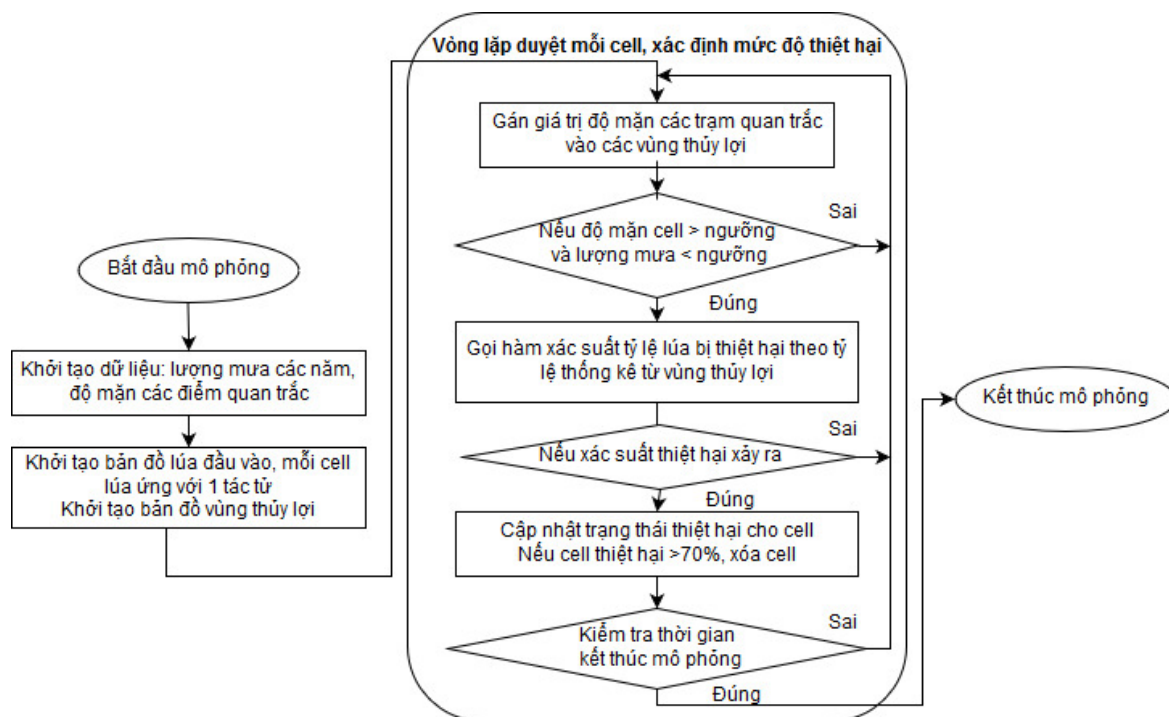 Vòng lặp duyệt mỗi cell, xác định mức độ thiệt hại
Gán giá trị độ mặn các trạm quan trắc
vào các vùng thủy lợi
Sai
Nếu độ mặn cell > ngưỡng
và lượng mưa < ngưỡng
Bắt đầu mô phỏng
Đúng
Gọi hàm xác suất tỷ lệ lúa bị thiệt hại theo tỷ
lệ thống kê từ vùng thủy lợi
Khởi tạo dữ liệu: lượng mưa các năm,
độ mặn các điểm quan trắc
Kết thúc mô phỏng
Sai
Nếu xác suất thiệt hại xảy ra
Khởi tạo bản đồ lúa đầu vào, mỗi cell
lúa ứng với 1 tác tử
Khởi tạo bản đồ vùng thủy lợi
Đúng
Cập nhật trạng thái thiệt hại cho cell
Nếu cell thiệt hại >70%, xóa cell
Sai
Kiểm tra thời gian
kết thúc mô phỏng
Đúng